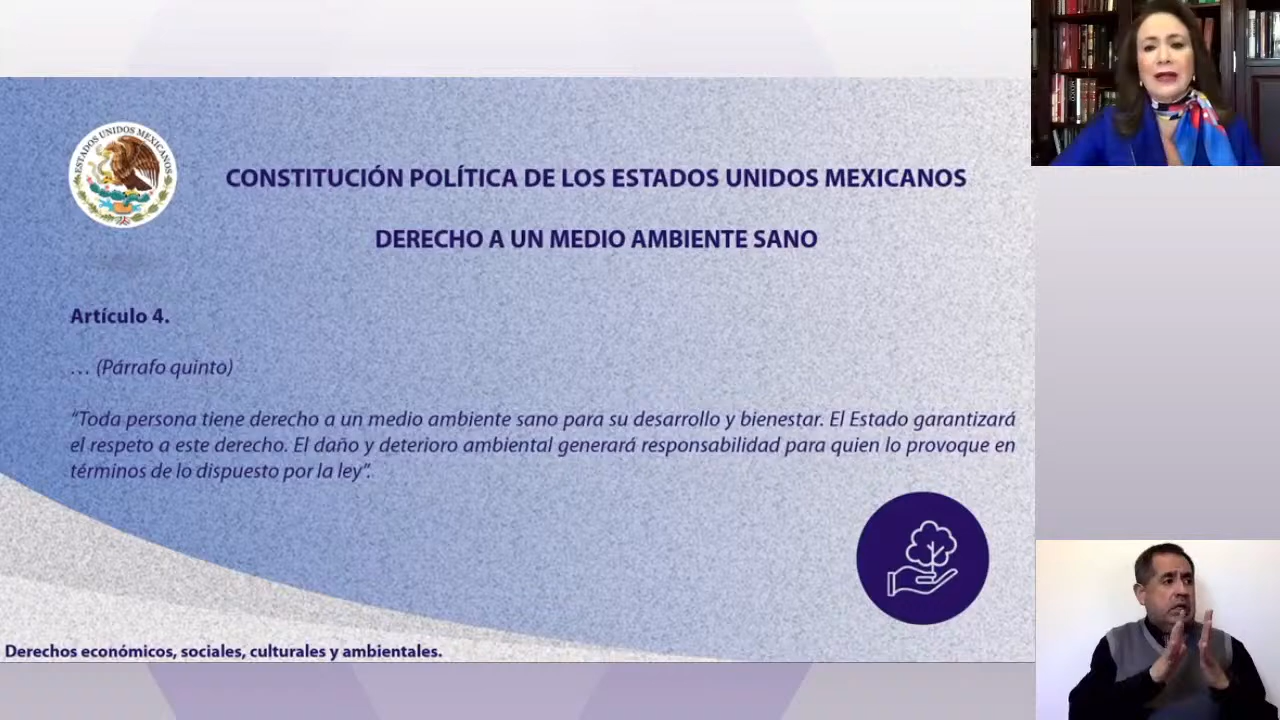 ESTADOS UNIDOS MEXICANOS
CONSTITUCIÓN POLÍTICA DE LOS ESTADOS UNIDOS MEXICANOS
DERECHO A UN MEDIO AMBIENTE SANO
Artículo 4.
… (Párrafo quinto)
“Toda persona tiene derecho a un medio ambiente sano para su desarrollo y bienestar. El Estado garantizará
el respeto a este derecho. El daño y deterioro ambiental generará responsabilidad para quien lo provoque en
términos de lo dispuesto por la ley”.
Derechos económicos, sociales, culturales y ambientales.